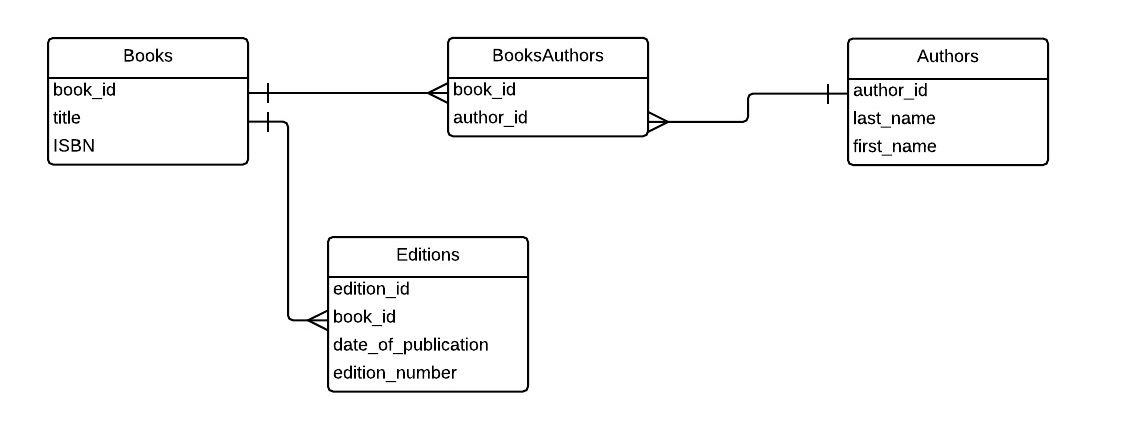 Books
book_id
title
ISBN
BooksAuthors
book_id
author_id
Authors
author_id
last_name
first_name
Editions
edition_id
book_id
date_of_publication
edition_number